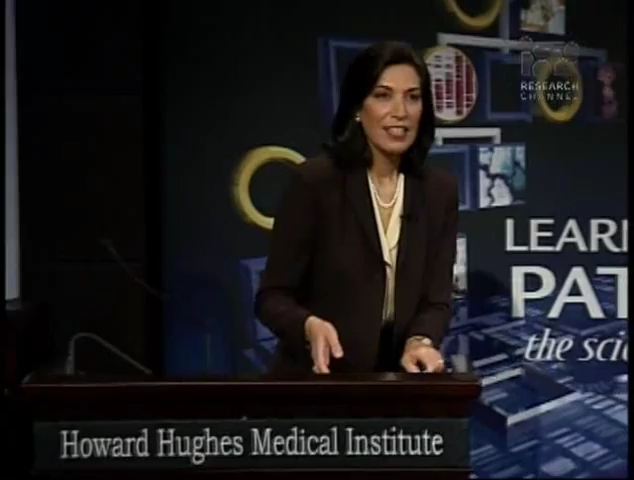 RESEARCH
CHANNEL
LEARN
PAT
the scie
Howard Hughes Medical Institute